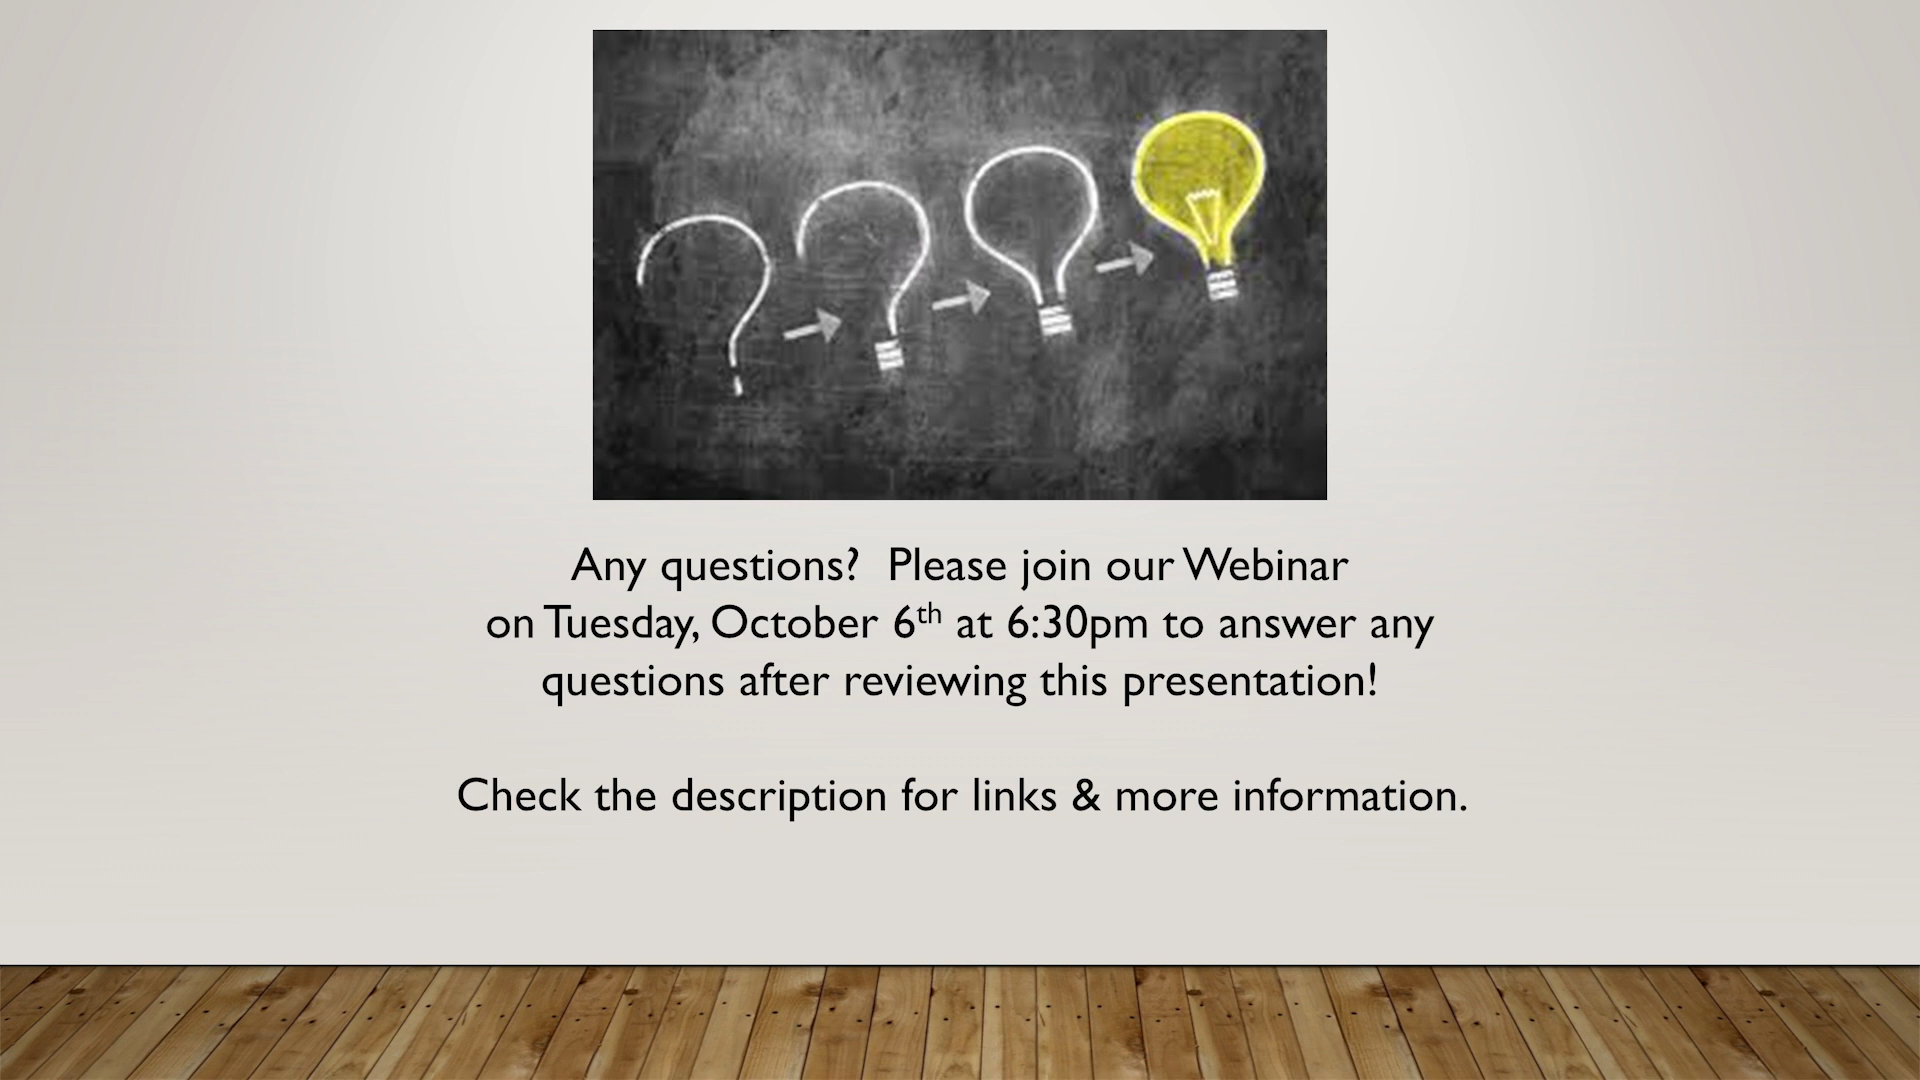 Any questions?  Please join our Webinar
on Tuesday, October 6th at 6:30pm to answer any
questions after reviewing this presentation!
Check the description for links & more information.